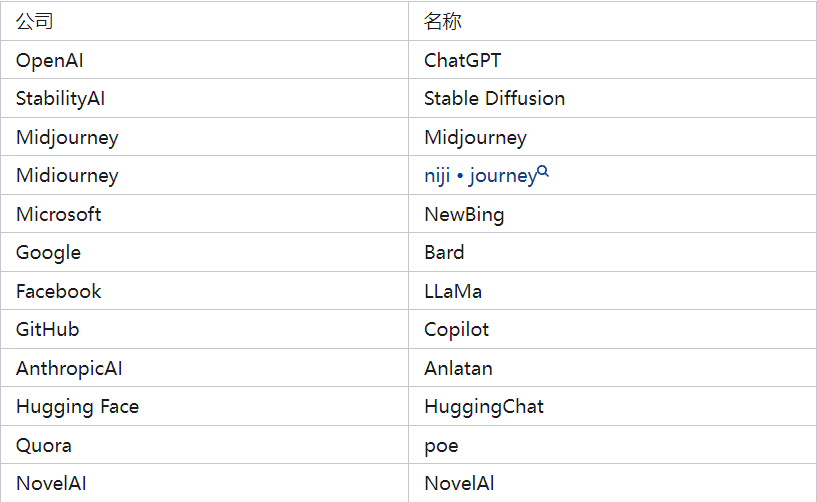 公司 名称
OpenAI ChatGPT
StabilityAI Stable Diffusion
Midjourney Midjourney
Midiourney niji • journey
Microsoft NewBing
Google Bard
Facebook LLaMa
GitHub Copilot
AnthropicAI Anlatan
Hugging Face HuggingChat
Quora poe
NovelAI NovelAl